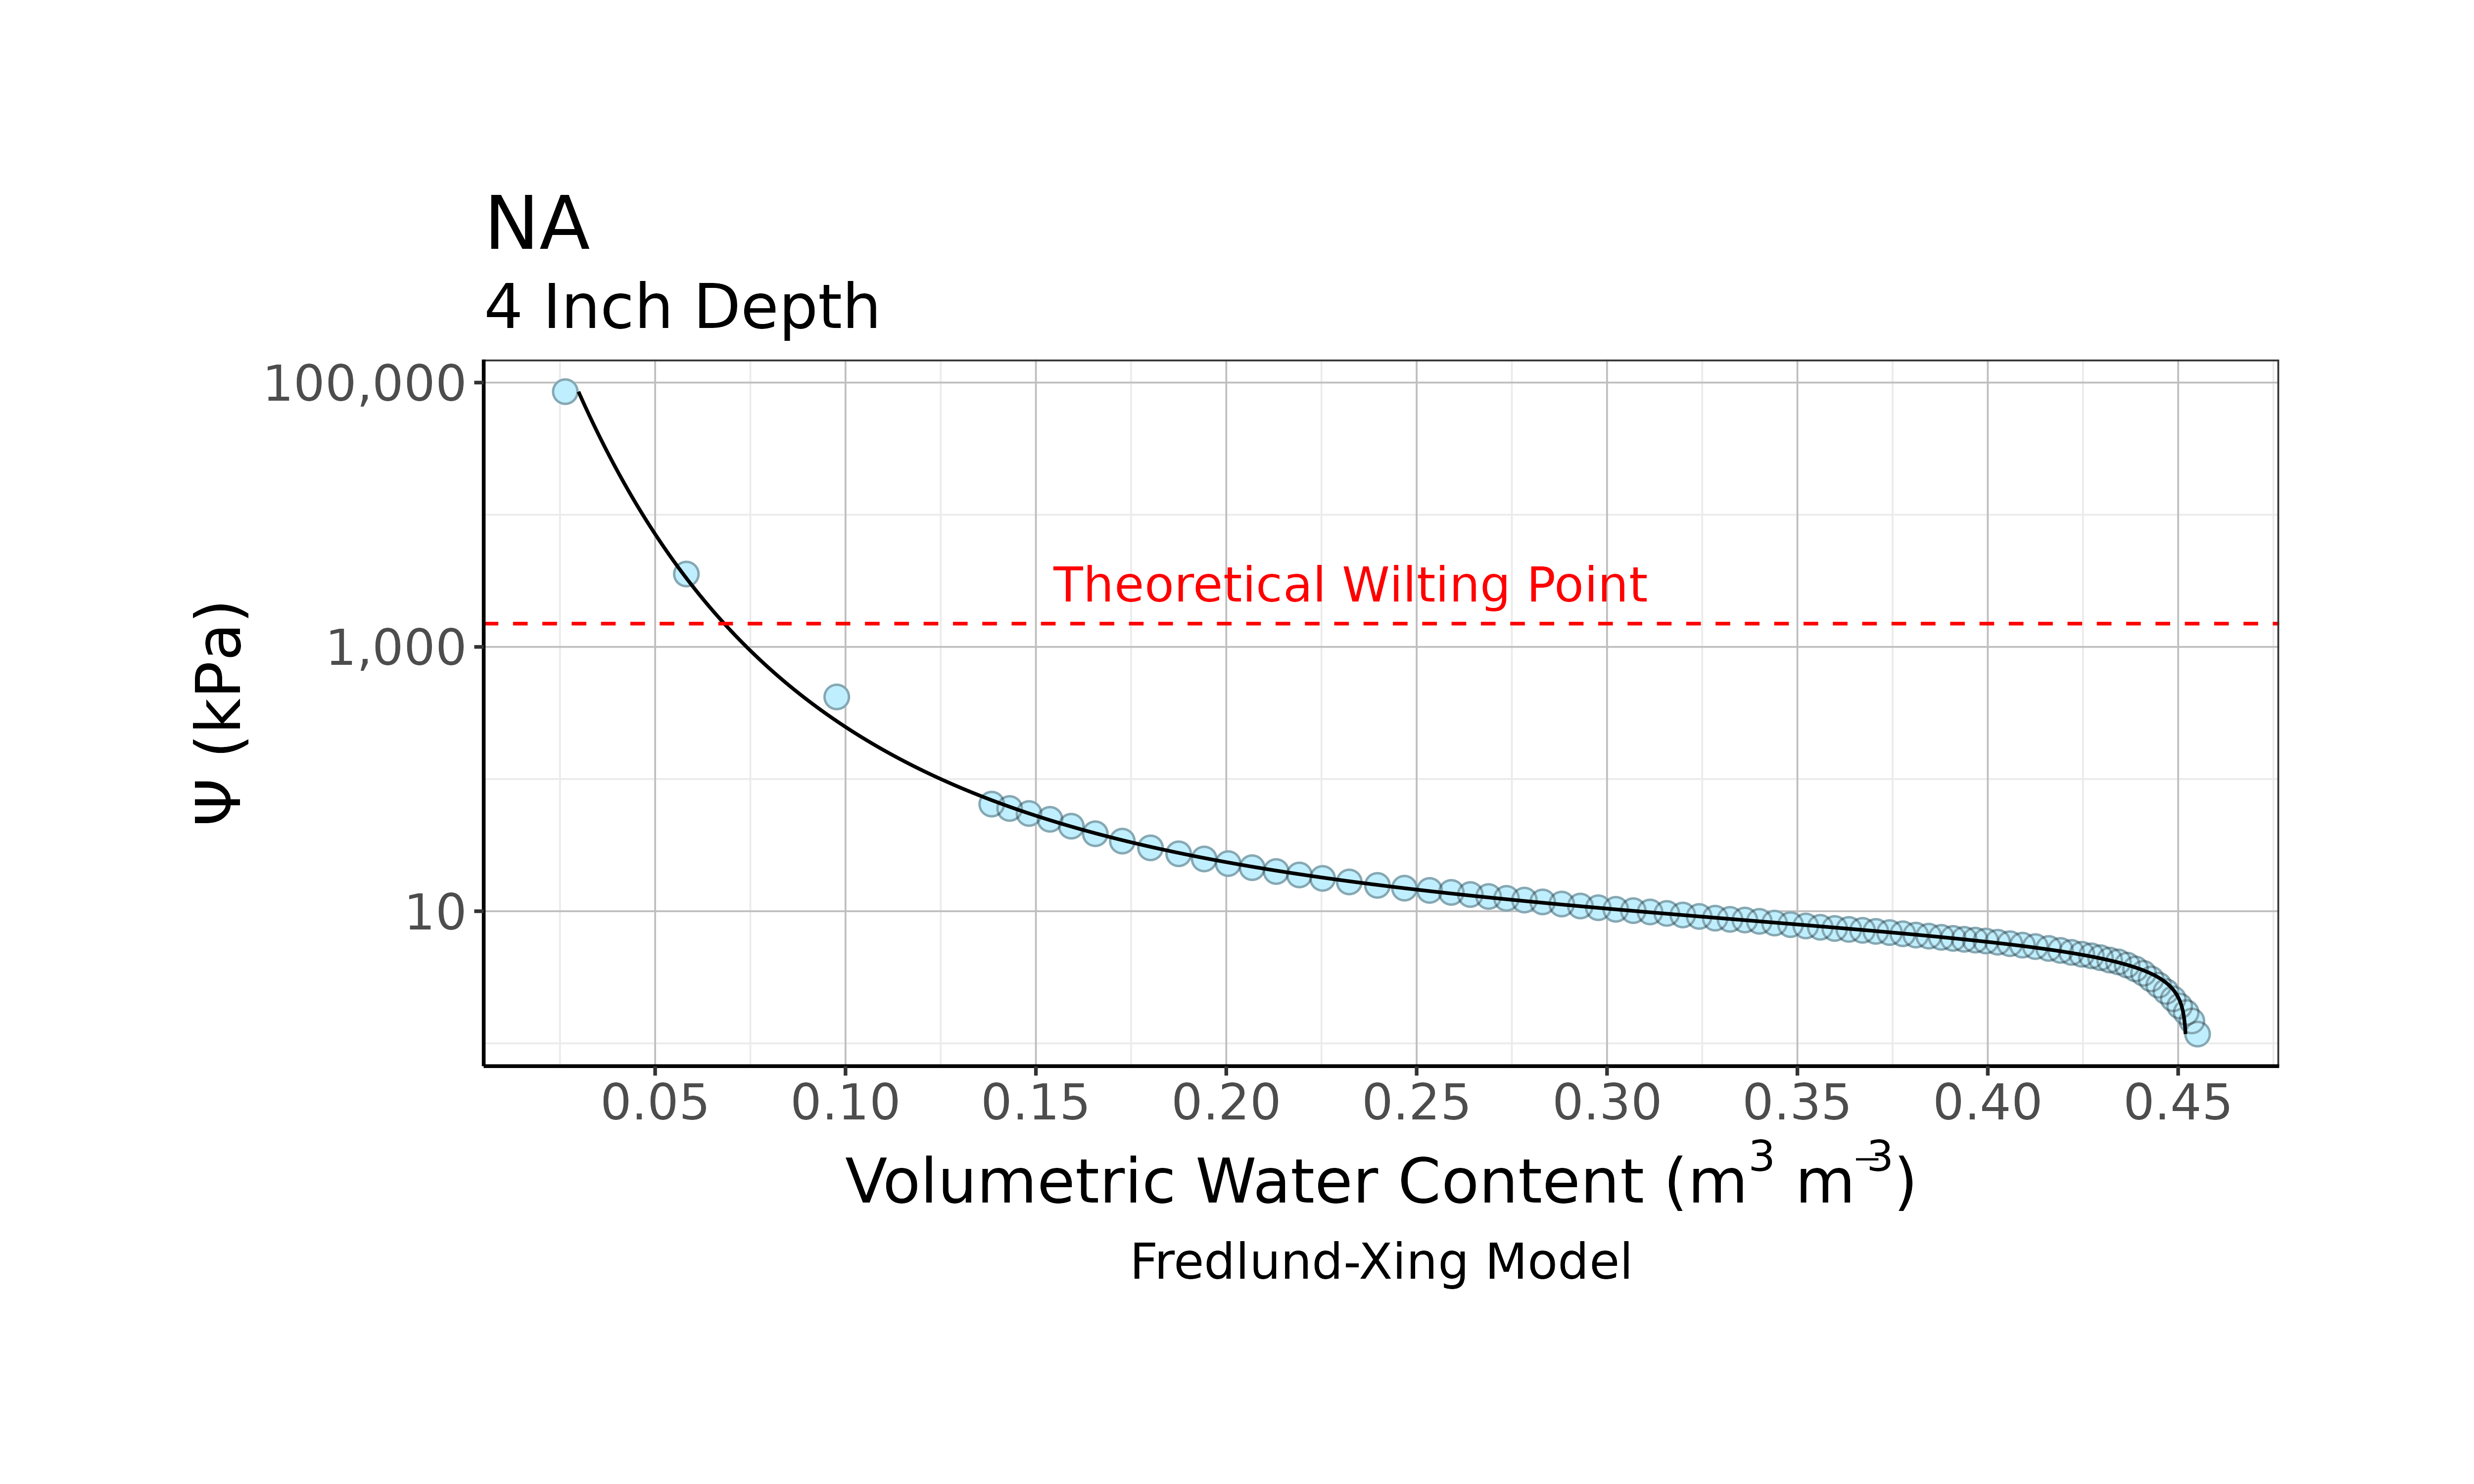 NA
4 Inch Depth
100,000
1,000
10
Ψ (kPa)
Theoretical Wilting Point
0.05 0.10 0.15 0.20 0.25 0.30 0.35 0.40 0.45
Volumetric Water Content (m³ m⁻³)
Fredlund-Xing Model